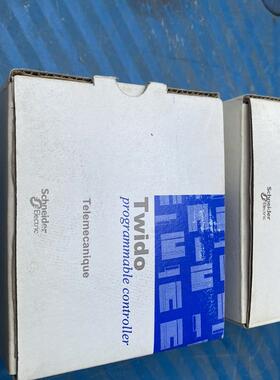 Twido
programmable controller
Telemecanique
Schneider
Electric
Schneider
Electric